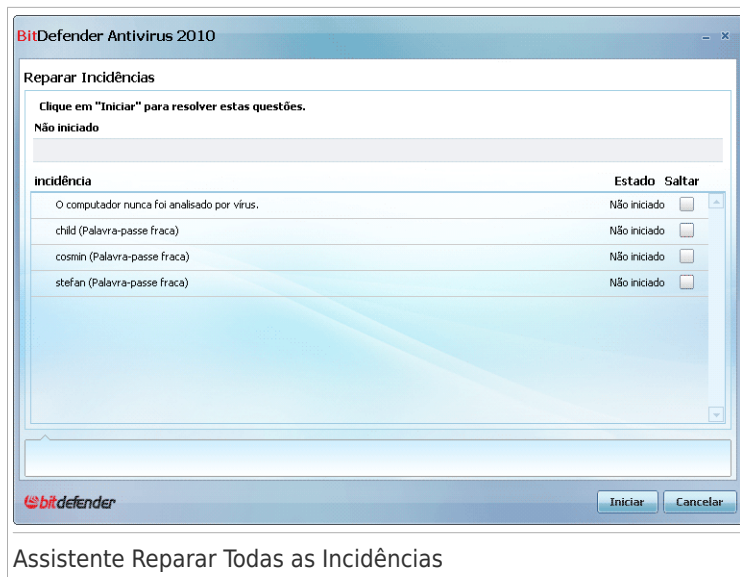 BitDefender Antivirus 2010
Reparar Incidências
Clique em "Iniciar" para resolver estas questões.
Não iniciado
incidência Estado Saltar
O computador nunca foi analisado por vírus. Não iniciado
child (Palavra-passe fraca) Não iniciado
cosmin (Palavra-passe fraca) Não iniciado
stefan (Palavra-passe fraca) Não iniciado
bitdefender Iniciar Cancelar
Assistente Reparar Todas as Incidências